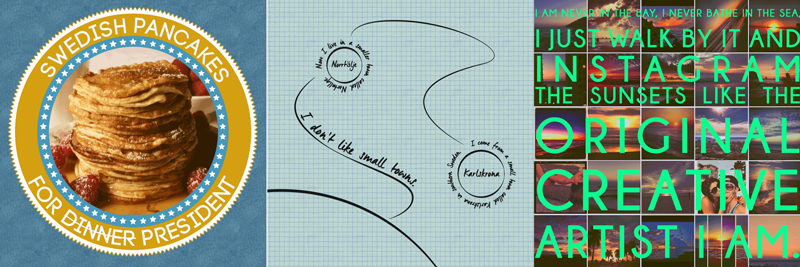 SWEDISH PANCAKES
FOR DINNER PRESIDENT
Now I live in a smaller town called Norrtälje.
Norrtälje
I don't like small towns.
I come from a small town called Karlskrona in southern Sweden.
Karlskrona
I AM NEVER IN THE BAY, I NEVER BATHE IN THE SEA,
I JUST WALK BY IT AND
INSTAGRAM
THE SUNSETS LIKE THE
ORIGINAL
CREATIVE
ARTIST I AM.